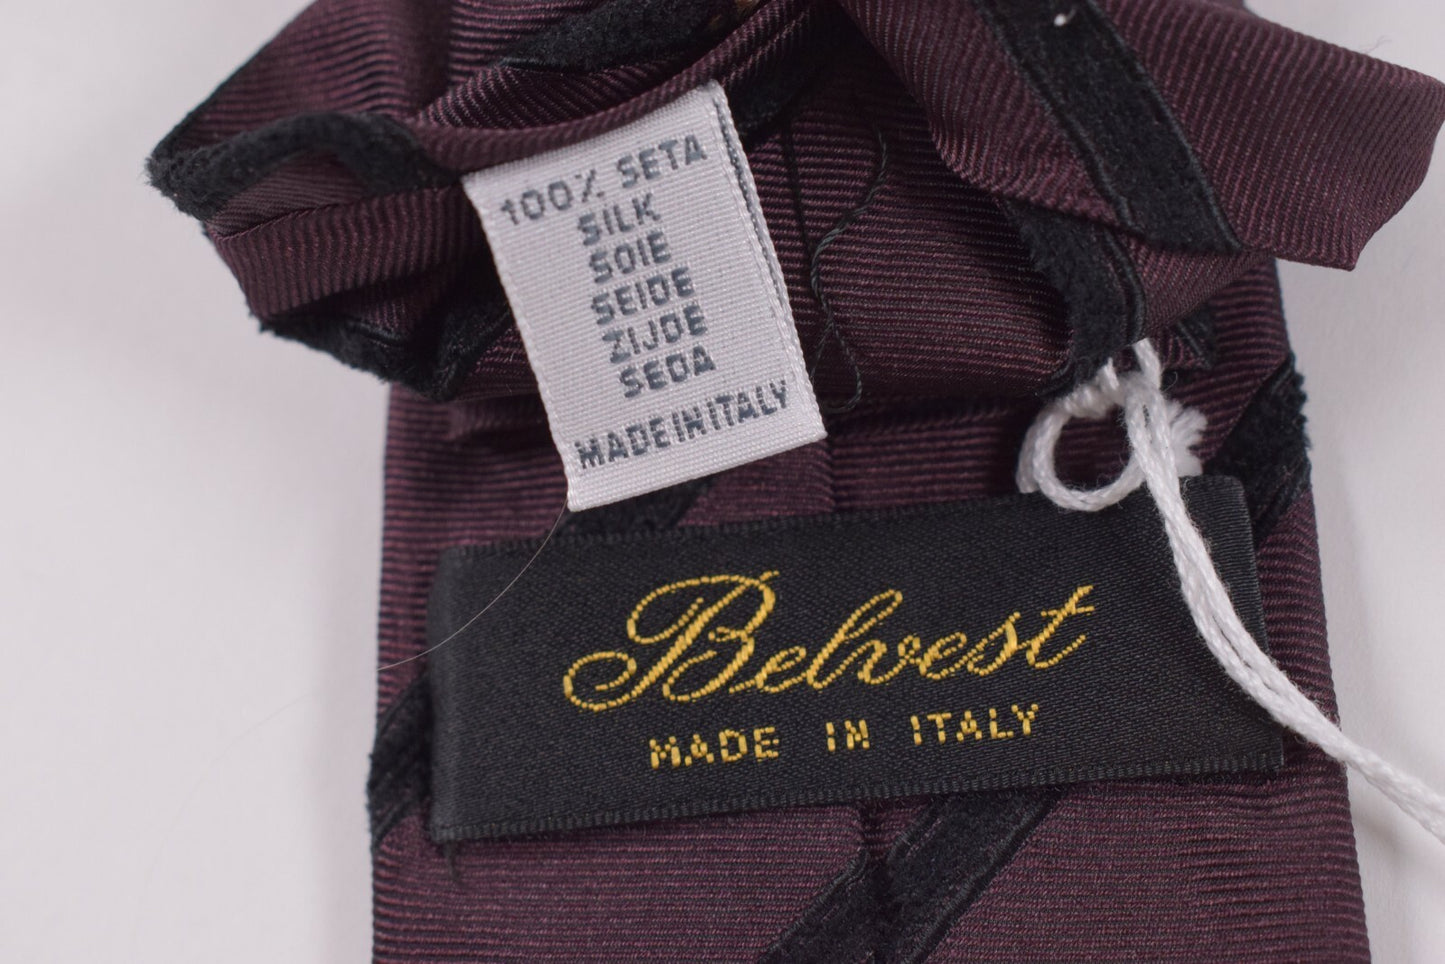 100% SETA
SILK
SOIE
SEIDE
ZIJDE
SEDA
MADE IN ITALY
Belvest
MADE IN ITALY